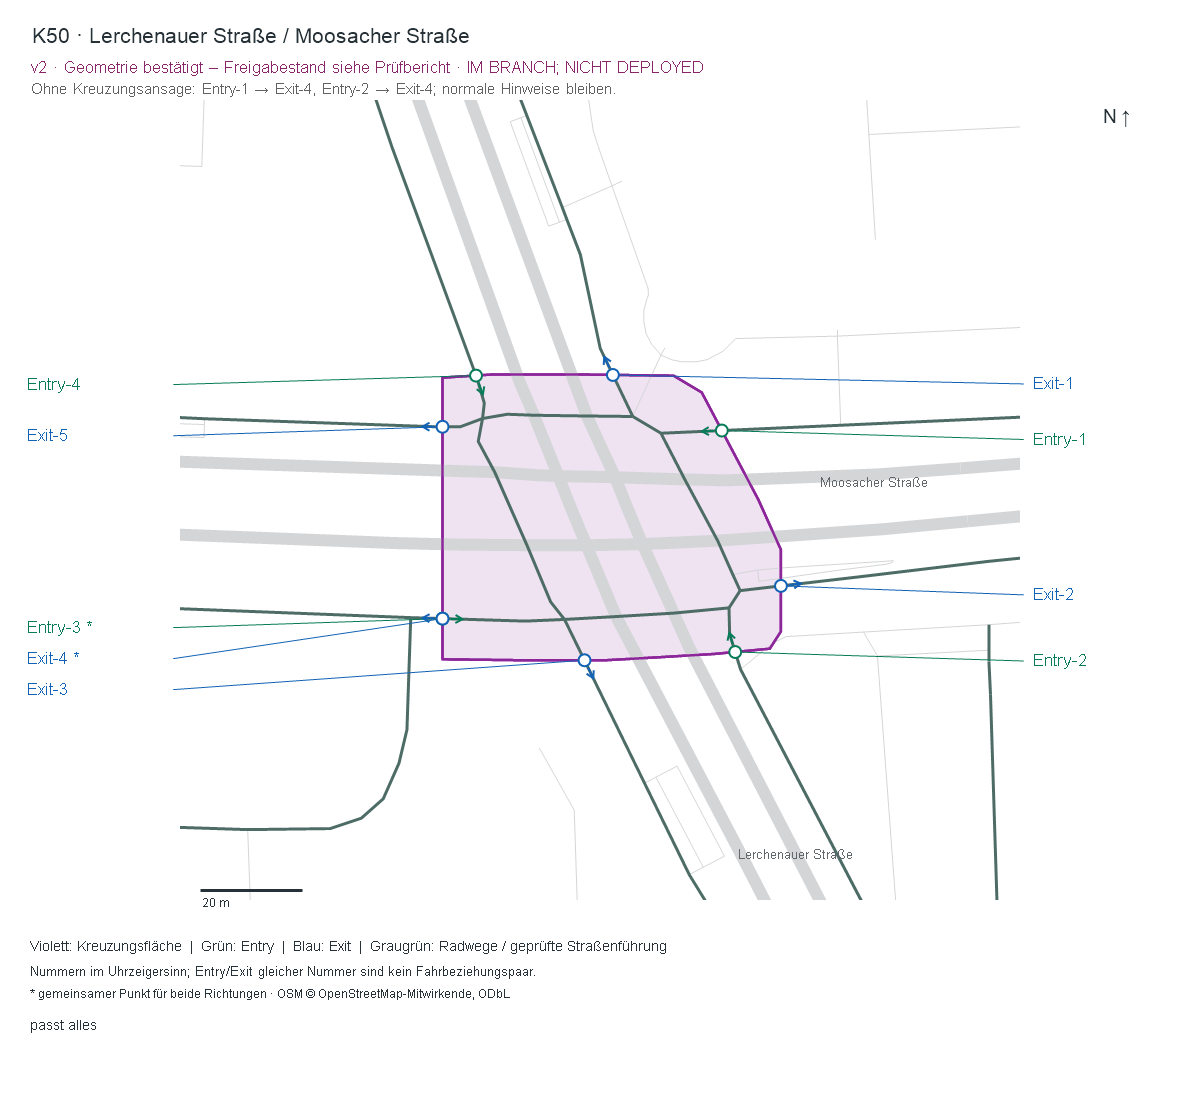 K50 · Lerchenauer Straße / Moosacher Straße
v2 · Geometrie bestätigt – Freigabestand siehe Prüfbericht · IM BRANCH; NICHT DEPLOYED
Ohne Kreuzungsansage: Entry-1 → Exit-4, Entry-2 → Exit-4; normale Hinweise bleiben.
N ↑
Entry-4
Exit-1
Exit-5
Entry-1
Moosacher Straße
Exit-2
Entry-3 *
Exit-4 *
Entry-2
Exit-3
Lerchenauer Straße
20 m
Violett: Kreuzungsfläche | Grün: Entry | Blau: Exit | Graugrün: Radwege / geprüfte Straßenführung
Nummern im Uhrzeigersinn; Entry/Exit gleicher Nummer sind kein Fahrbeziehungspaar.
* gemeinsamer Punkt für beide Richtungen · OSM © OpenStreetMap-Mitwirkende, ODbL
passt alles